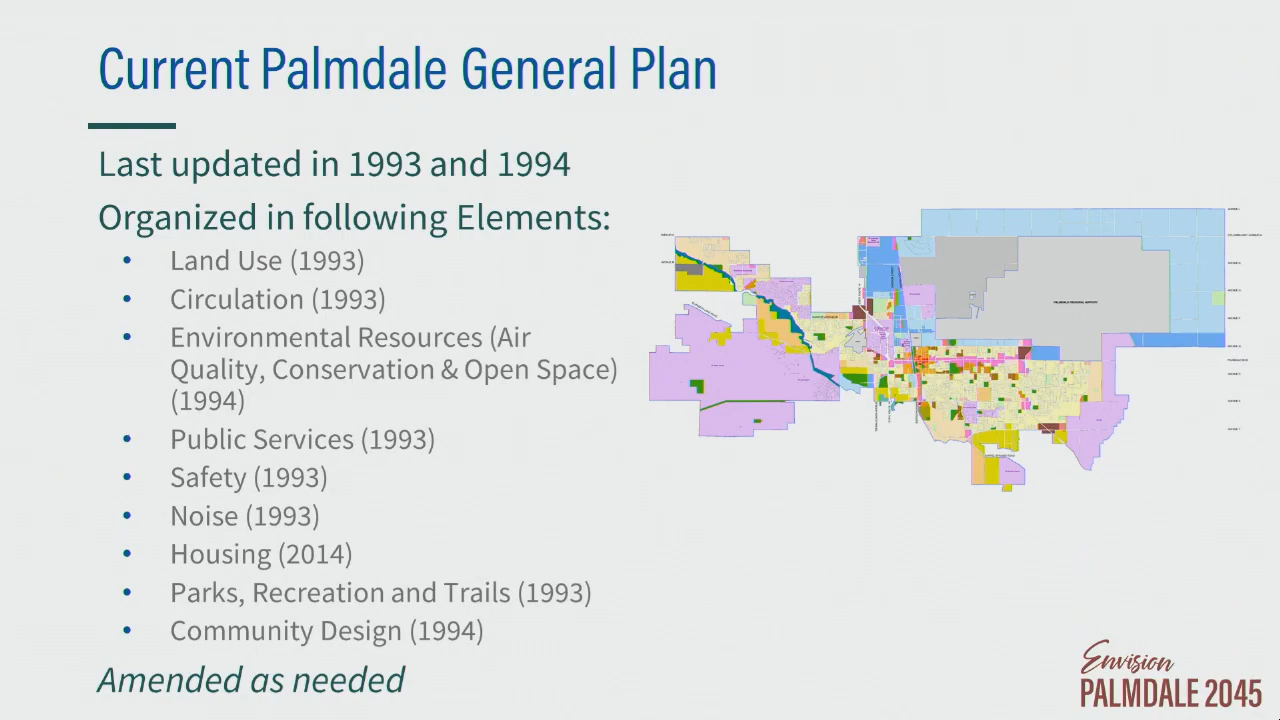 Current Palmdale General Plan
Last updated in 1993 and 1994
Organized in following Elements:
• Land Use (1993)
• Circulation (1993)
• Environmental Resources (Air
Quality, Conservation & Open Space)
(1994)
• Public Services (1993)
• Safety (1993)
• Noise (1993)
• Housing (2014)
• Parks, Recreation and Trails (1993)
• Community Design (1994)
Amended as needed
Envision
PALMDALE 2045